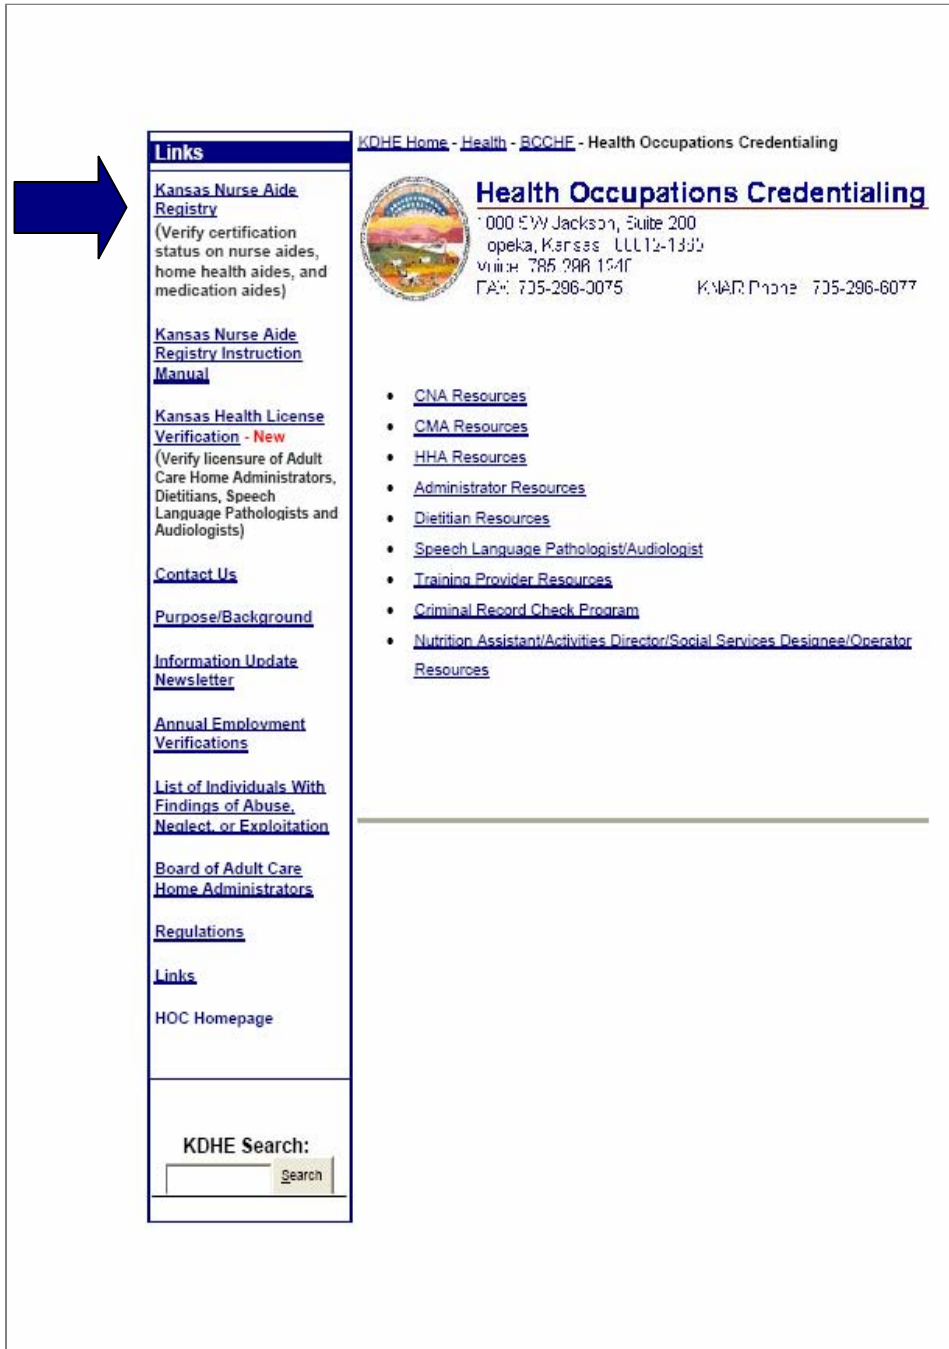 Links
Kansas Nurse Aide
Registry
(Verify certification
status on nurse aides,
home health aides, and
medication aides)
Kansas Nurse Aide
Registry Instruction
Manual
Kansas Health License
Verification - New
(Verify licensure of Adult
Care Home Administrators,
Dietitians, Speech
Language Pathologists and
Audiologists)
Contact Us
Purpose/Background
Information Update
Newsletter
Annual Employment
Verifications
List of Individuals With
Findings of Abuse,
Neglect, or Exploitation
Board of Adult Care
Home Administrators
Regulations
Links
HOC Homepage
KDHE Search:
Search
KDHE Home - Health - BCCHF - Health Occupations Credentialing
Health Occupations Credentialing
1000 SW Jackson, Suite 200
Kansas
KNAR Phone
CNA Resources
CMA Resources
HHA Resources
Administrator Resources
Dietitian Resources
Speech Language Pathologist/Audiologist
Training Provider Resources
Criminal Record Check Program
Nutrition Assistant/Activities Director/Social Services Designee/Operator
Resources